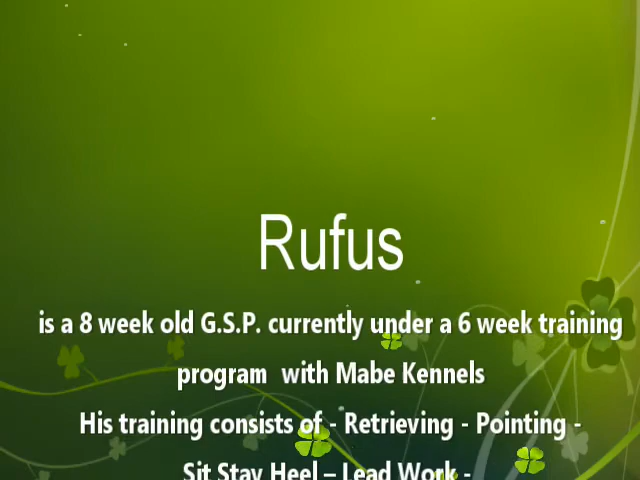 Rufus
is a 8 week old G.S.P. currently under a 6 week training
program with Mabe Kennels
His training consists of - Retrieving - Pointing -
Sit Stay Heel – Lead Work -